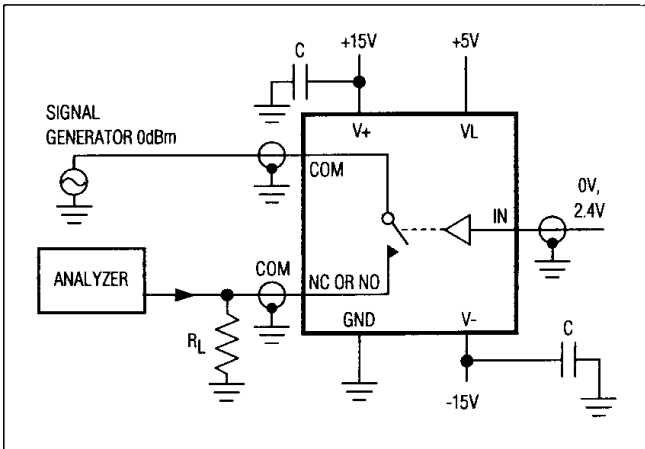 C
+15V
+5V
SIGNAL
GENERATOR 0dBm
V+
VL
COM
0V,
2.4V
IN
ANALYZER
COM
NC OR NO
RL
GND
V-
C
-15V